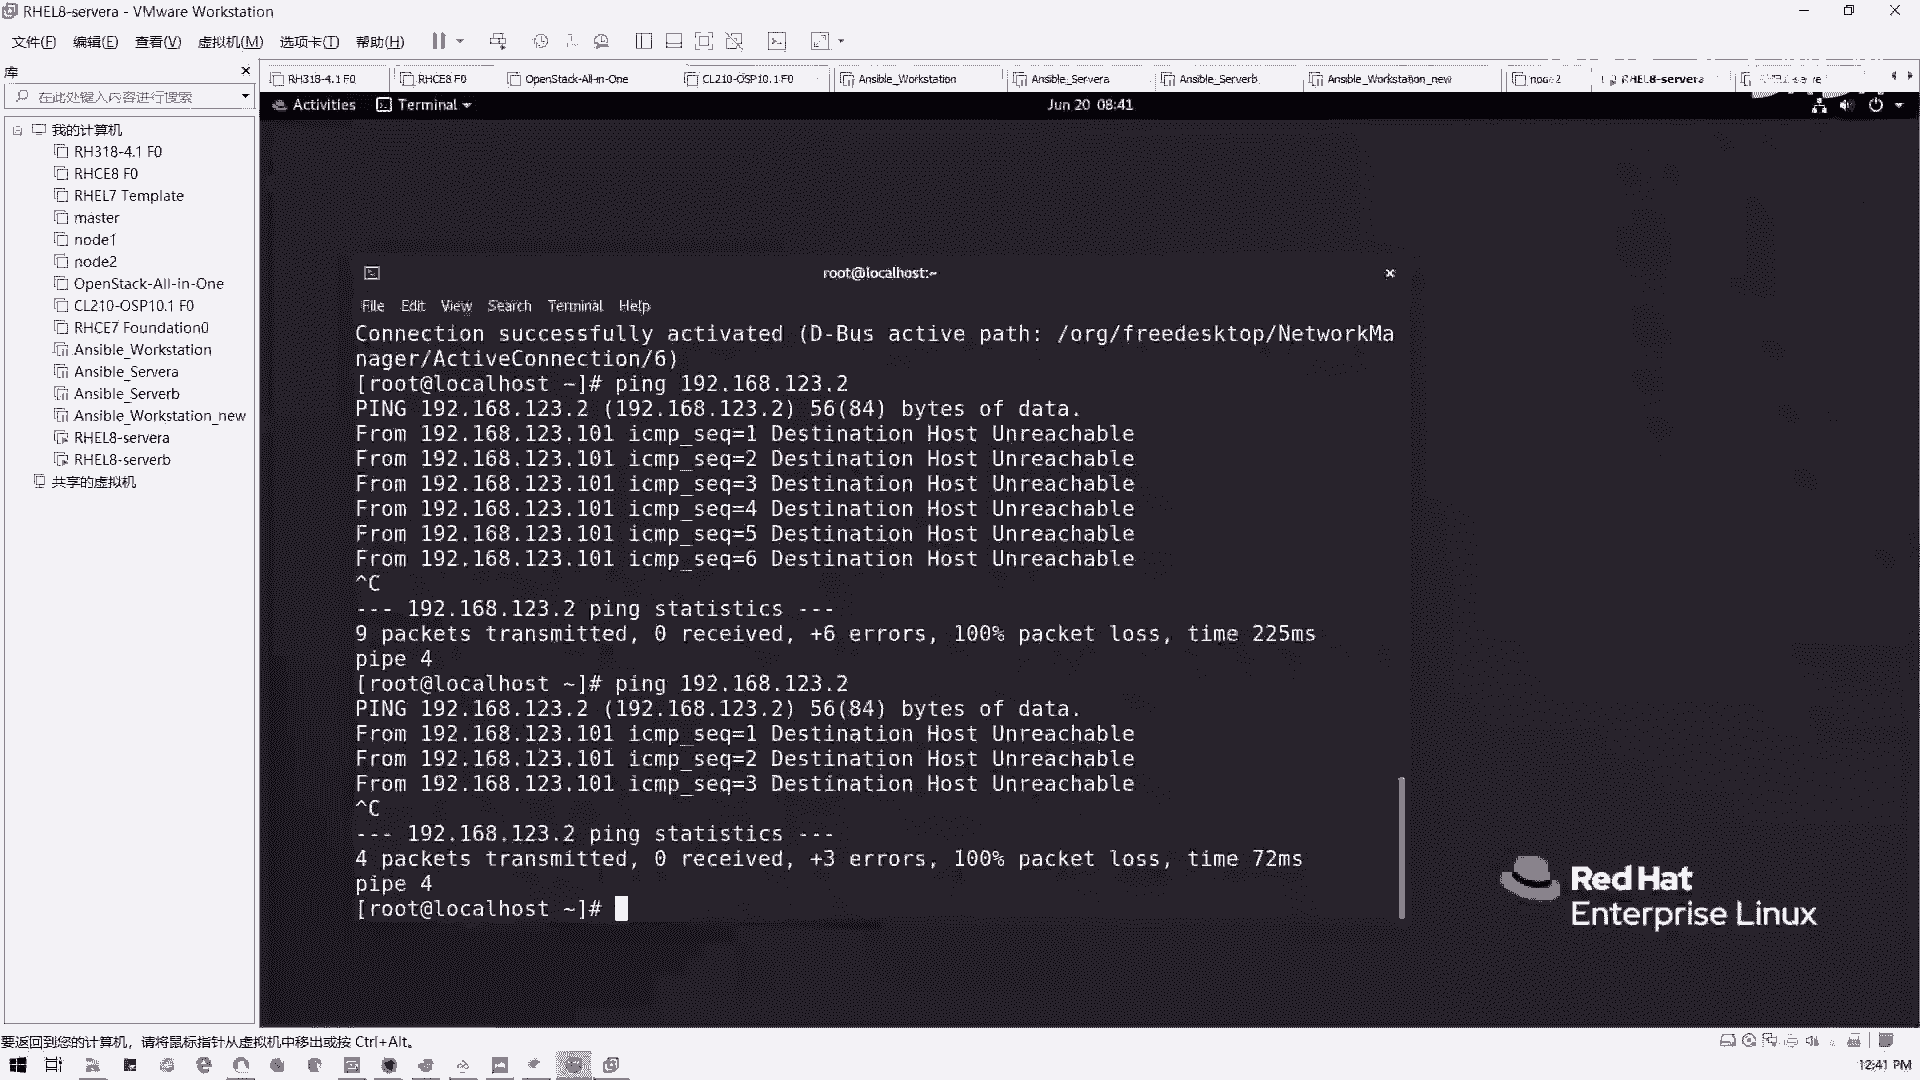 RHEL8-servera - VMware Workstation
文件(F) 编辑(E) 查看(V) 虚拟机(M) 选项卡(T) 帮助(H)
库
在此处键入内容进行搜索
我的计算机
RH318-4.1 F0
RHCE8 F0
RHEL7 Template
master
node1
node2
OpenStack-All-in-One
CL210-OSP10.1 F0
RHCE7 Foundation0
Ansible_Workstation
Ansible_Servera
Ansible_Serverb
Ansible_Workstation_new
RHEL8-servera
RHEL8-serverb
共享的虚拟机
RH318-4.1 F0 RHCE8 F0 OpenStack-All-in-One CL210-OSP10.1 F0 Ansible_Workstation Ansible_Servera Ansible_Serverb Ansible_Workstation_new node2 RHEL8-servera
Activities Terminal Jun 20 08:41
root@localhost:~
File Edit View Search Terminal Help
Connection successfully activated (D-Bus active path: /org/freedesktop/NetworkMa
nager/ActiveConnection/6)
[root@localhost ~]# ping 192.168.123.2
PING 192.168.123.2 (192.168.123.2) 56(84) bytes of data.
From 192.168.123.101 icmp_seq=1 Destination Host Unreachable
From 192.168.123.101 icmp_seq=2 Destination Host Unreachable
From 192.168.123.101 icmp_seq=3 Destination Host Unreachable
From 192.168.123.101 icmp_seq=4 Destination Host Unreachable
From 192.168.123.101 icmp_seq=5 Destination Host Unreachable
From 192.168.123.101 icmp_seq=6 Destination Host Unreachable
^C
--- 192.168.123.2 ping statistics ---
9 packets transmitted, 0 received, +6 errors, 100% packet loss, time 225ms
pipe 4
[root@localhost ~]# ping 192.168.123.2
PING 192.168.123.2 (192.168.123.2) 56(84) bytes of data.
From 192.168.123.101 icmp_seq=1 Destination Host Unreachable
From 192.168.123.101 icmp_seq=2 Destination Host Unreachable
From 192.168.123.101 icmp_seq=3 Destination Host Unreachable
^C
--- 192.168.123.2 ping statistics ---
4 packets transmitted, 0 received, +3 errors, 100% packet loss, time 72ms
pipe 4
[root@localhost ~]#
Red Hat
Enterprise Linux
要返回到您的计算机，请将鼠标指针从虚拟机中移出或按 Ctrl+Alt。
12:41 PM